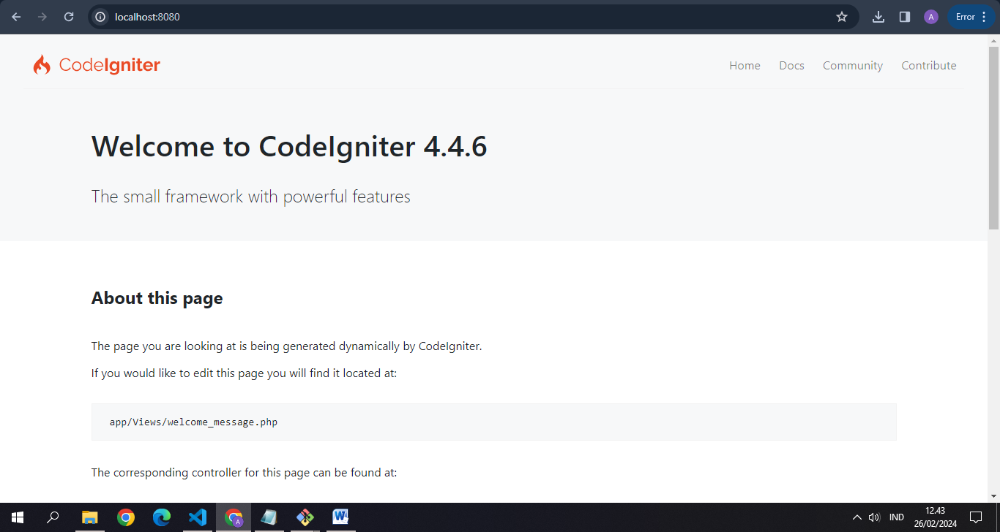 localhost:8080
A
Error
CodeIgniter
Home Docs Community Contribute
Welcome to CodeIgniter 4.4.6
The small framework with powerful features
About this page
The page you are looking at is being generated dynamically by CodeIgniter.
If you would like to edit this page you will find it located at:
app/Views/welcome_message.php
The corresponding controller for this page can be found at:
A
W
IND
12.43
26/02/2024